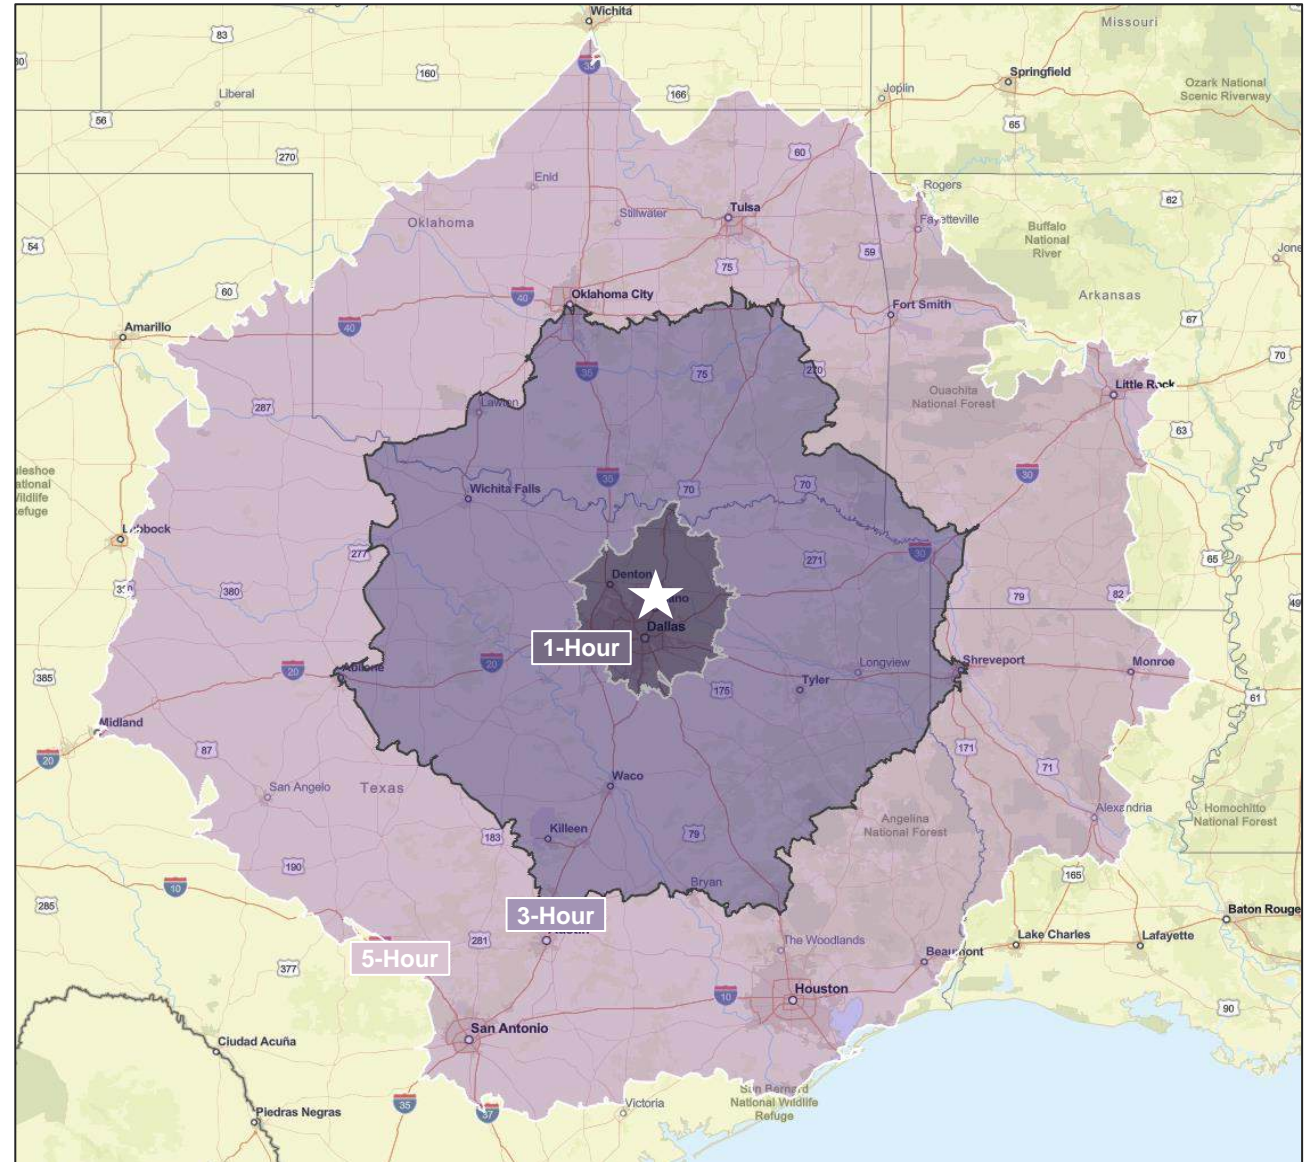 Wichita
Missouri
83
35
Springfield
160
Liberal
166
Joplin
Ozark National
Scenic Riverway
56
65
270
60
Enid
Rogers
62
Tulsa
Stillwater
Oklahoma
Fayetteville
Buffalo
National
River
54
59
75
60
Oklahoma City
40
Arkansas
Fort Smith
Amarillo
40
67
70
35
75
270
Little Rock
Ouachita
National Forest
287
Lawton
63
Wichita Falls
35
70
70
30
Lubbock
277
30
271
65
Denton
380
79
82
Dallas
1-Hour
Abilene
20
20
Longview
Shreveport
Monroe
385
Tyler
175
61
Midland
20
87
171
71
Waco
San Angelo
Texas
Alexandria
Homochitto
National Forest
Angelina
National Forest
183
Killeen
79
190
165
10
Bryan
285
3-Hour
Baton Rouge
281
The Woodlands
Lake Charles
Lafayette
5-Hour
Beaumont
377
10
Houston
90
San Antonio
Ciudad Acuña
35
37
Victoria
San Bernard
National Wildlife
Refuge
Piedras Negras